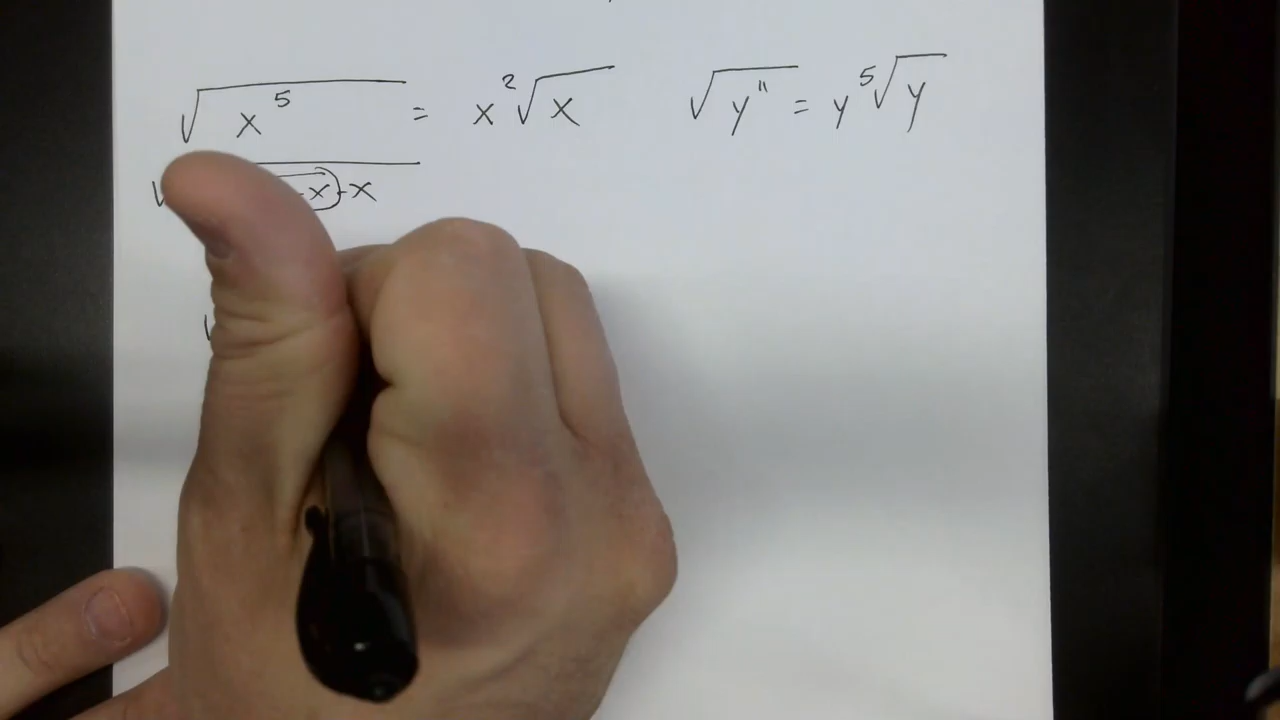 √x⁵ = x²√x √y¹¹ = y⁵√y
·x)·x